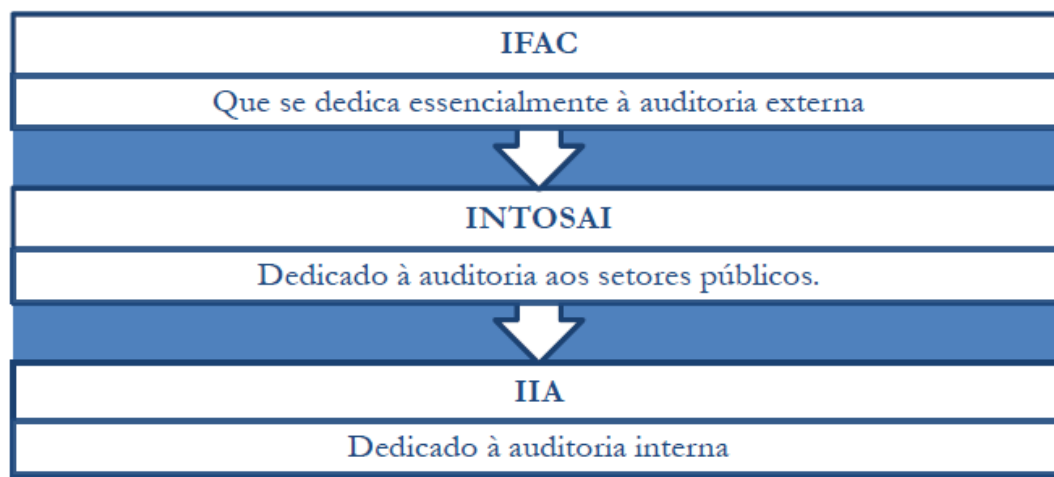 IFAC
Que se dedica essencialmente à auditoria externa
INTOSAI
Dedicado à auditoria aos setores públicos.
IIA
Dedicado à auditoria interna